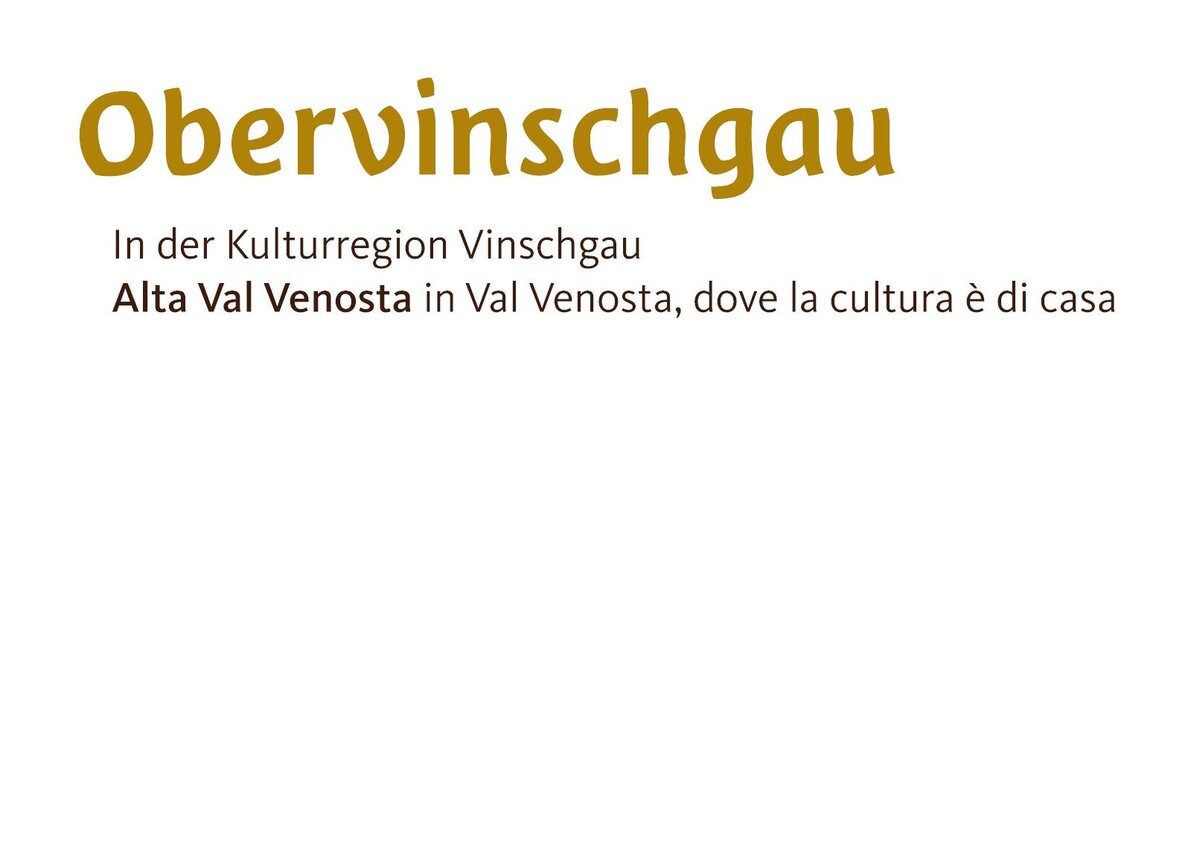 Obervinschgau
In der Kulturregion Vinschgau
Alta Val Venosta in Val Venosta, dove la cultura è di casa